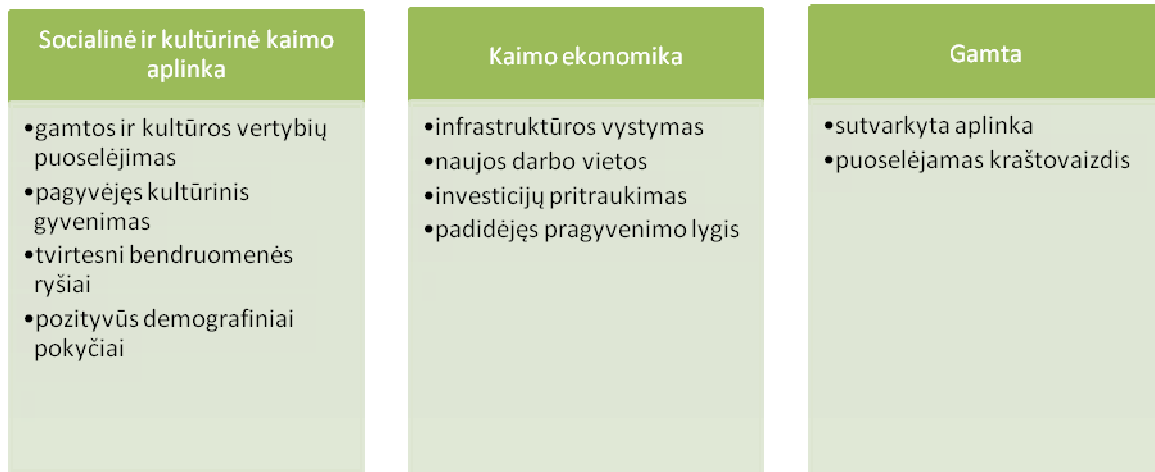 Socialinė ir kultūrinė kaimo
aplinka
•gamtos ir kultūros vertybių
puoselėjimas
•pagyvėjęs kultūrinis
gyvenimas
•tvirtesni bendruomenės
ryšiai
•pozityvūs demografiniai
pokyčiai
Kaimo ekonomika
•infrastruktūros vystymas
•naujos darbo vietos
•investicijų pritraukimas
•padidėjęs pragyvenimo lygis
Gamta
•sutvarkyta aplinka
•puoselėjamas kraštovaizdis